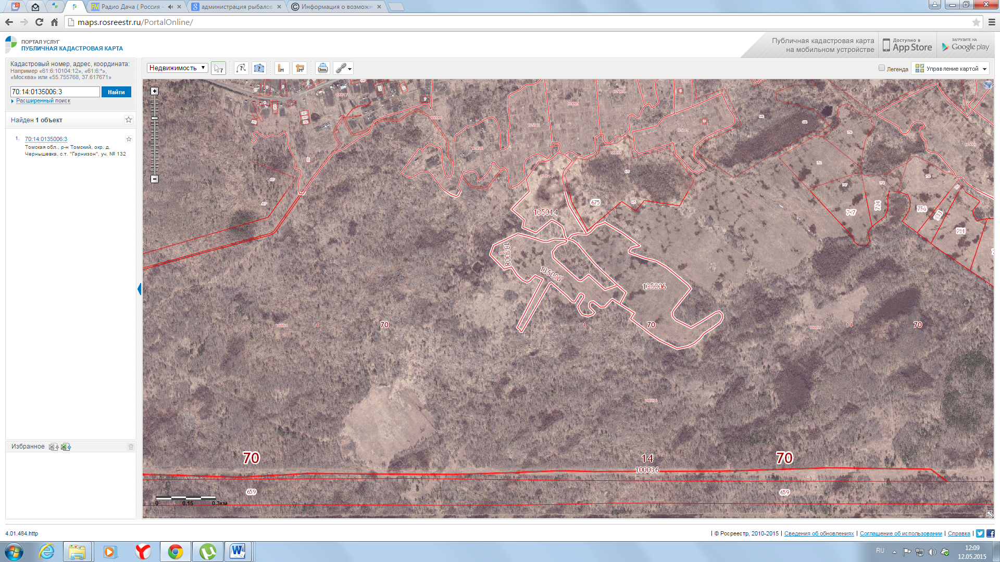 Радио Дача ( Россия -
администрация рыбалов
Информация о возможн
maps.rosreestr.ru/PortalOnline/
ПОРТАЛ УСЛУГ
ПУБЛИЧНАЯ КАДАСТРОВАЯ КАРТА
Публичная кадастровая карта
на мобильном устройстве
Доступно в
App Store
ЗАГРУЗИТЕ НА
Google play
Кадастровый номер, адрес, координата:
Например «61:6:10104:12», «61:6:*»,
«Москва» или «55.755768, 37.617671»
70:14:0135006:3
Найти
Расширенный поиск
Найден 1 объект
1. 70:14:0135006:3
Томская обл., р-н Томский, окр. д.
Чернышевка, с.т. "Гарнизон", уч. № 132
Избранное
Недвижимость
Легенда
Управление картой
675
135014
135008
135006
747
754
756
751
70
14
70
14
70
70
14
70
100036
659
659
0
0.15
0.3км
4.01.484.http
| © Росреестр, 2010-2015 | Сведения об обновлениях | Соглашение об использовании | Справка |
RU
12:09
12.05.2015